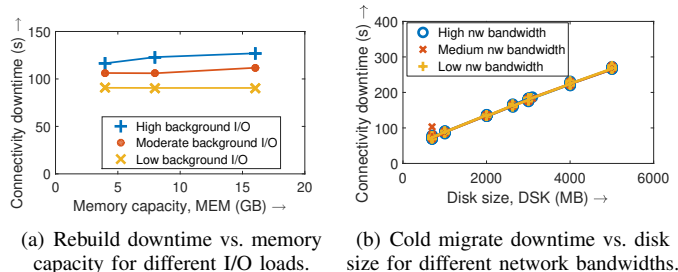 Connectivity downtime (s) →
150
100
50
0
0
5
10
15
20
High background I/O
Moderate background I/O
Low background I/O
Memory capacity, MEM (GB) →
(a) Rebuild downtime vs. memory
capacity for different I/O loads.
Connectivity downtime (s) →
400
300
200
100
0
0
2000
4000
6000
High nw bandwidth
Medium nw bandwidth
Low nw bandwidth
Disk size, DSK (MB) →
(b) Cold migrate downtime vs. disk
size for different network bandwidths.